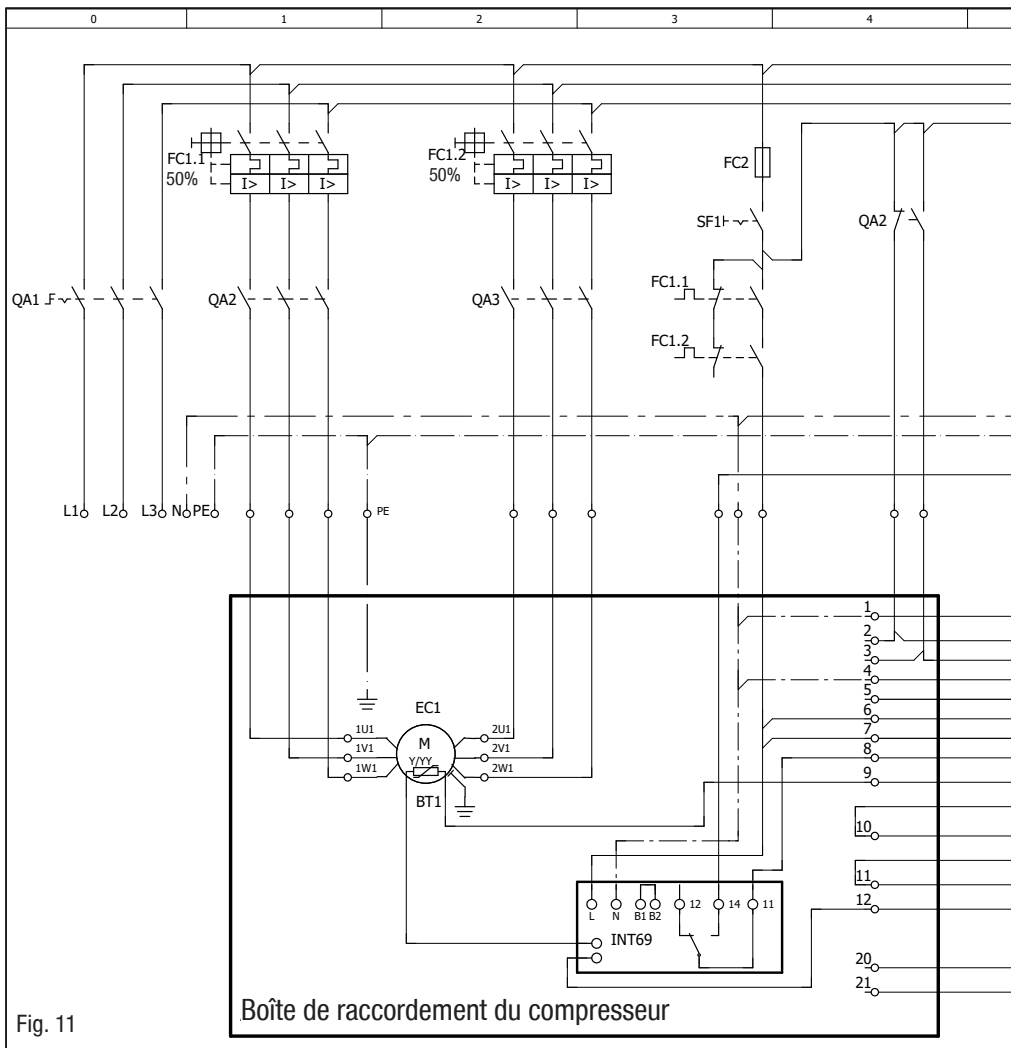 0 1 2 3 4
FC1.1
50%
I> I> I>
FC1.2
50%
I> I> I>
FC2
SF1
QA2
QA1
QA2
QA3
FC1.1
FC1.2
L1 L2 L3 N PE
PE
1
2
3
4
5
6
7
8
9
10
11
12
20
21
EC1
1U1
1V1
1W1
M
Y/YY
2U1
2V1
2W1
BT1
L N B1 B2 12 14 11
INT69
Boîte de raccordement du compresseur
Fig. 11